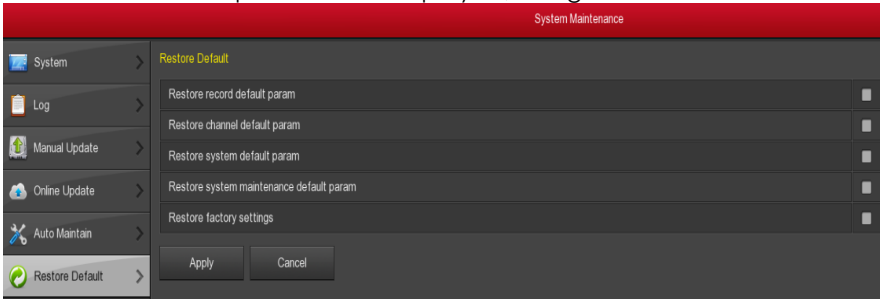 System Maintenance
System
Log
Manual Update
Online Update
Auto Maintain
Restore Default
Restore Default
Restore record default param
Restore channel default param
Restore system default param
Restore system maintenance default param
Restore factory settings
Apply
Cancel